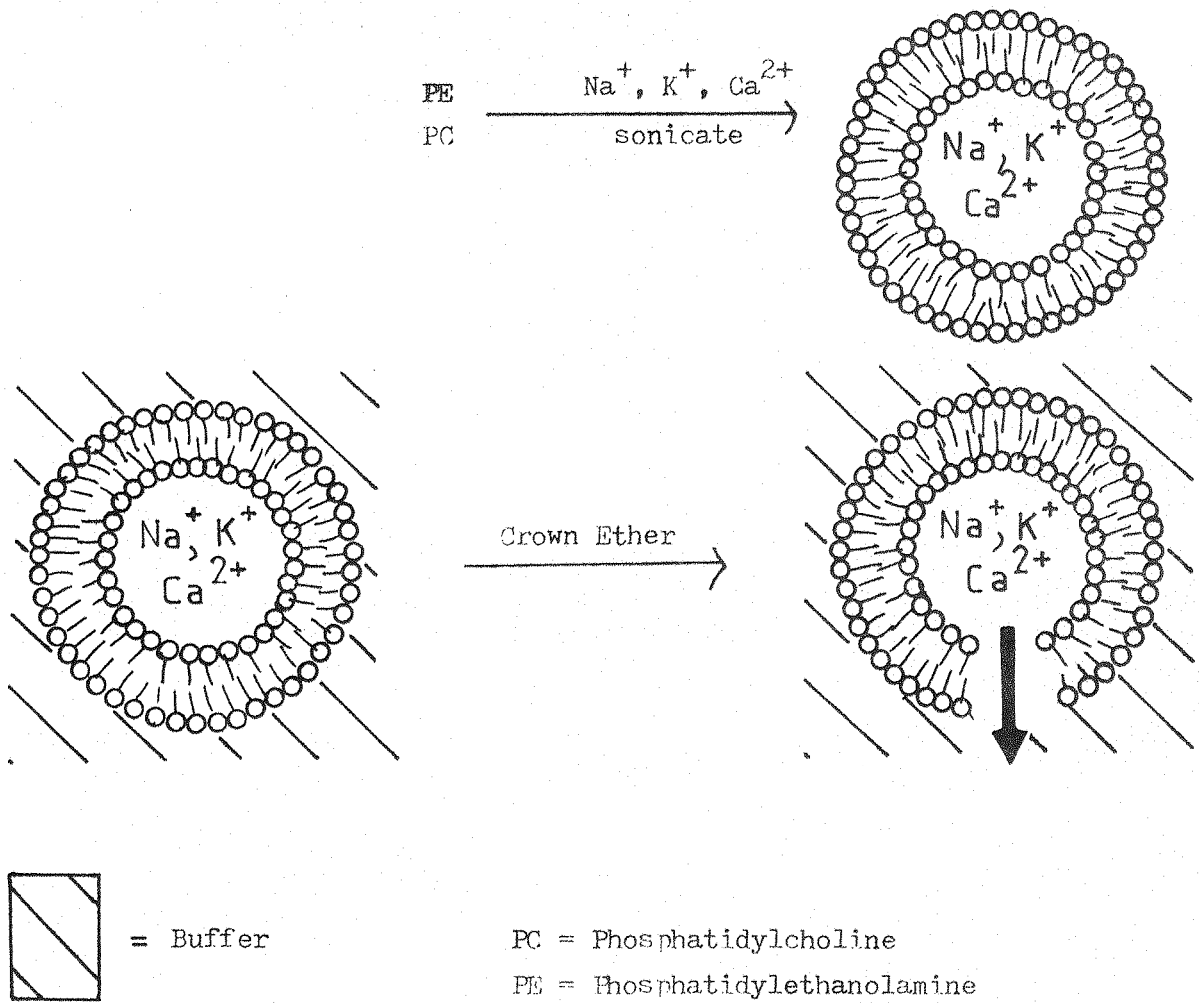 PE
Na+, K+, Ca2+
PC
sonicate
Na+, K+
Ca2+
Na+, K+
Ca2+
Crown Ether
Na+, K+
Ca2+
= Buffer
PC = Phosphatidylcholine
PE = Phosphatidylethanolamine